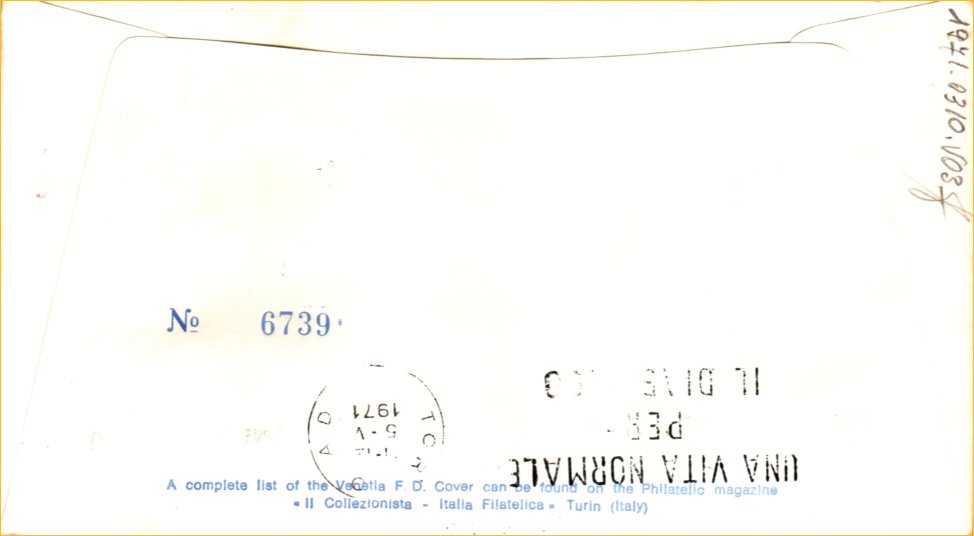 1971.0310.V03
Nº 6739
5-V
1971
UNA VITA NORMALE
PER
IL
A complete list of the Venetia F. D. Cover can be found on the Philatelic magazine
«Il Collezionista - Italia Filatelica» Turin (Italy)